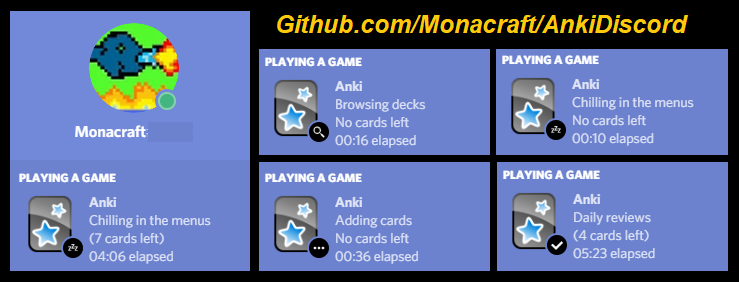 Github.com/Monacraft/AnkiDiscord
Monacraft
PLAYING A GAME
Anki
Chilling in the menus
(7 cards left)
04:06 elapsed
zzz
PLAYING A GAME
Anki
Browsing decks
No cards left
00:16 elapsed
PLAYING A GAME
Anki
Chilling in the menus
No cards left
00:10 elapsed
zzz
PLAYING A GAME
Anki
Adding cards
No cards left
00:36 elapsed
PLAYING A GAME
Anki
Daily reviews
(4 cards left)
05:23 elapsed